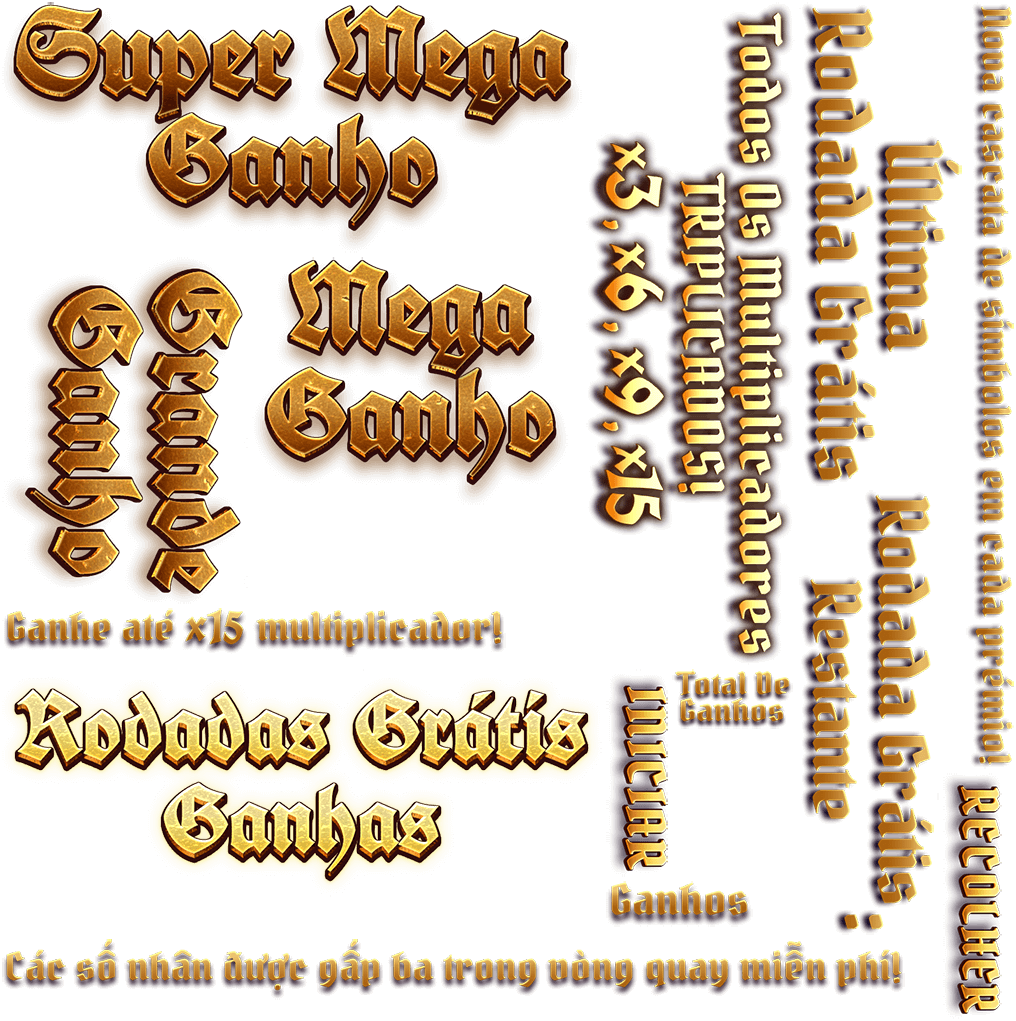 Super Mega
Ganho
Grande
Ganho
Mega
Ganho
Todos Os Multiplicadores
TRIPLICADOS!
x3, x6, x9, x15
Última
Rodada Grátis
Nova cascata de símbolos em cada prémio!
Ganhe até x15 multiplicador!
Rodadas Grátis
Ganhas
Total De
Ganhos
INICIAR
Rodada Grátis:
Restante
RECOLHER
Ganhos
Các số nhân được gấp ba trong vòng quay miễn phí!